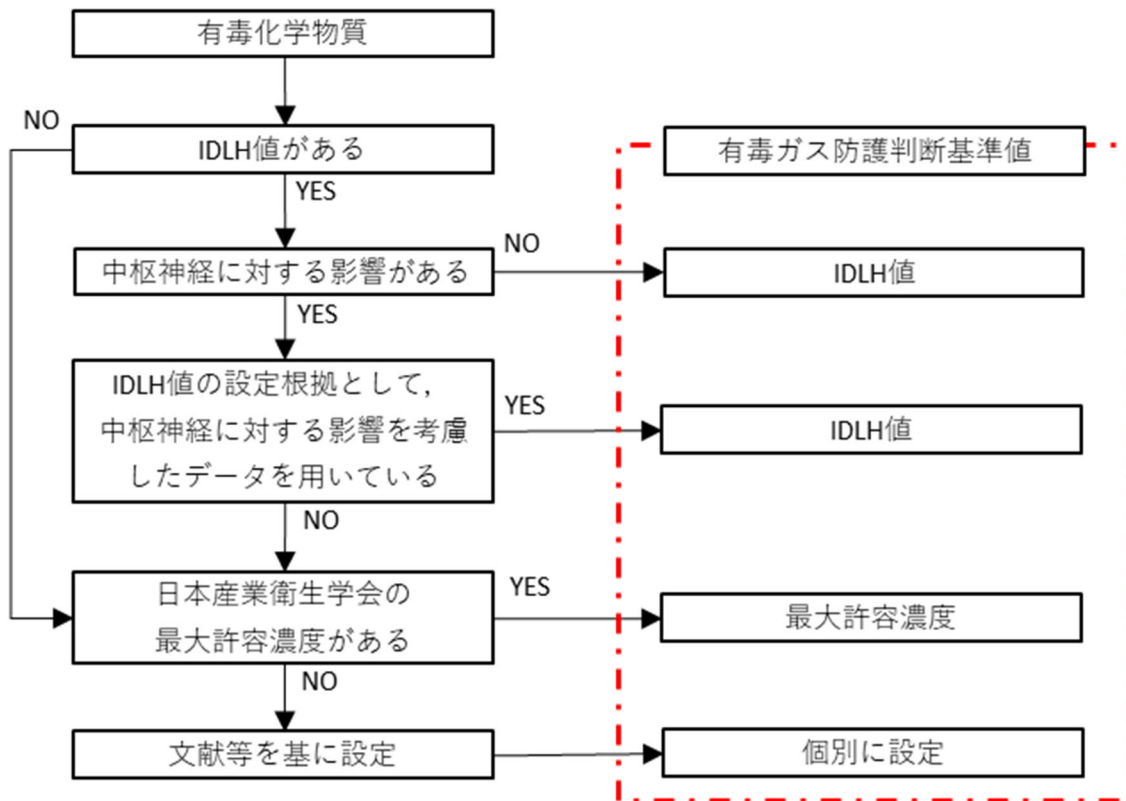 有毒化学物質
NO
IDLH値がある
有毒ガス防護判断基準値
YES
中枢神経に対する影響がある
NO
IDLH値
YES
IDLH値の設定根拠として，
中枢神経に対する影響を考慮
したデータを用いている
YES
IDLH値
NO
日本産業衛生学会の
最大許容濃度がある
YES
最大許容濃度
NO
文献等を基に設定
個別に設定